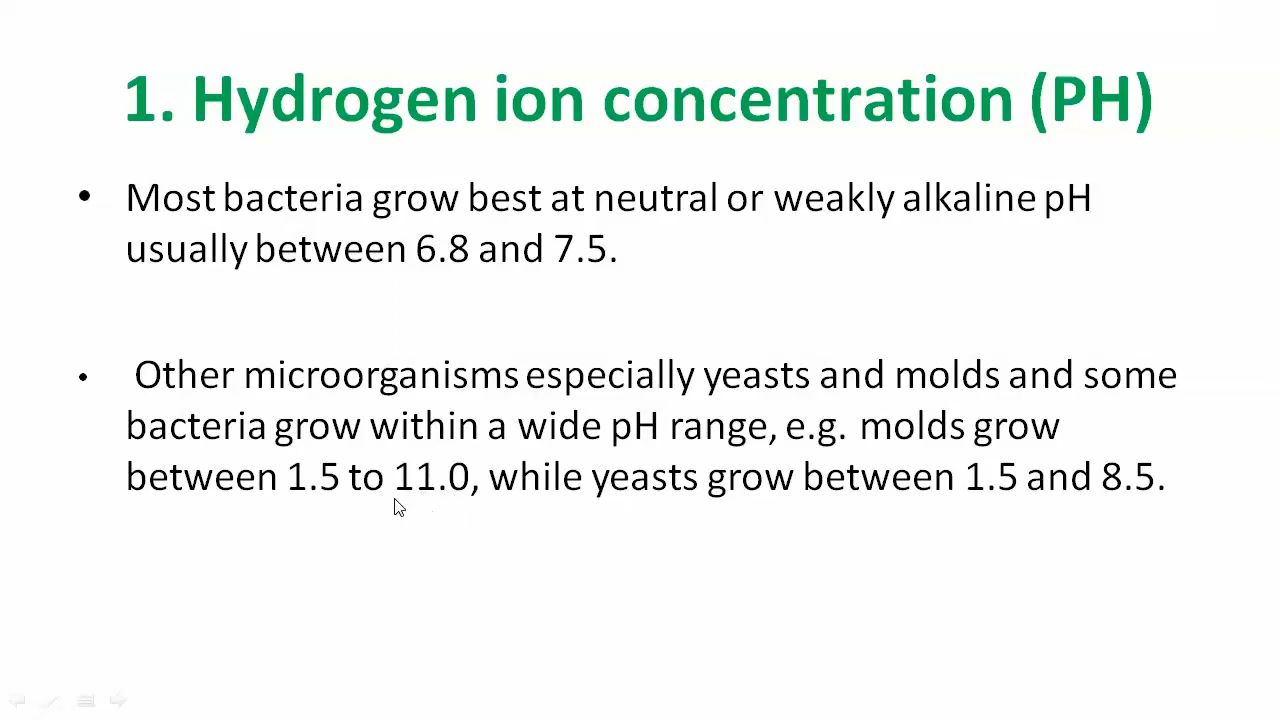 1. Hydrogen ion concentration (PH)
• Most bacteria grow best at neutral or weakly alkaline pH
usually between 6.8 and 7.5.
• Other microorganisms especially yeasts and molds and some
bacteria grow within a wide pH range, e.g. molds grow
between 1.5 to 11.0, while yeasts grow between 1.5 and 8.5.